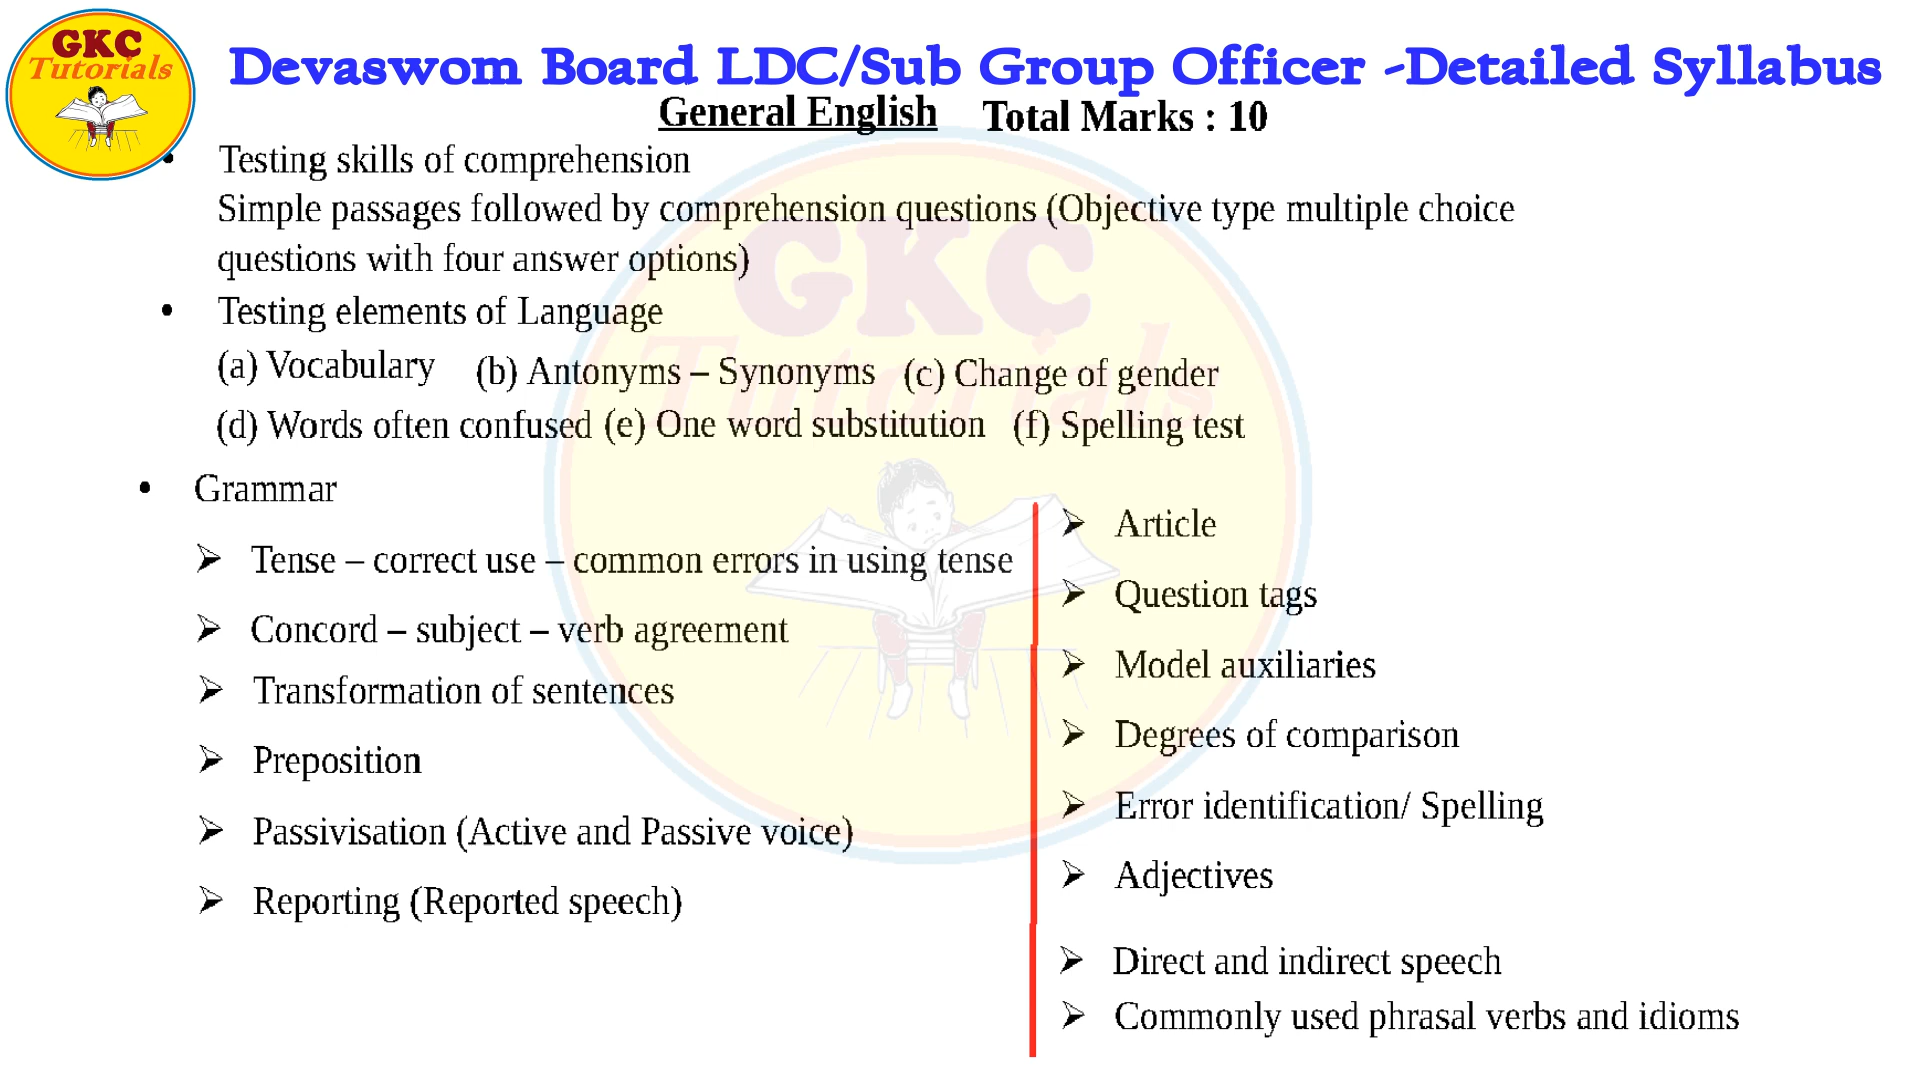 GKC
Tutorials
Devaswom Board LDC/Sub Group Officer -Detailed Syllabus
General English Total Marks : 10
• Testing skills of comprehension
Simple passages followed by comprehension questions (Objective type multiple choice
questions with four answer options)
• Testing elements of Language
(a) Vocabulary (b) Antonyms – Synonyms (c) Change of gender
(d) Words often confused (e) One word substitution (f) Spelling test
• Grammar
➢ Tense – correct use – common errors in using tense
➢ Concord – subject – verb agreement
➢ Transformation of sentences
➢ Preposition
➢ Passivisation (Active and Passive voice)
➢ Reporting (Reported speech)
➢ Article
➢ Question tags
➢ Model auxiliaries
➢ Degrees of comparison
➢ Error identification/ Spelling
➢ Adjectives
➢ Direct and indirect speech
➢ Commonly used phrasal verbs and idioms
GKC
Tutorials